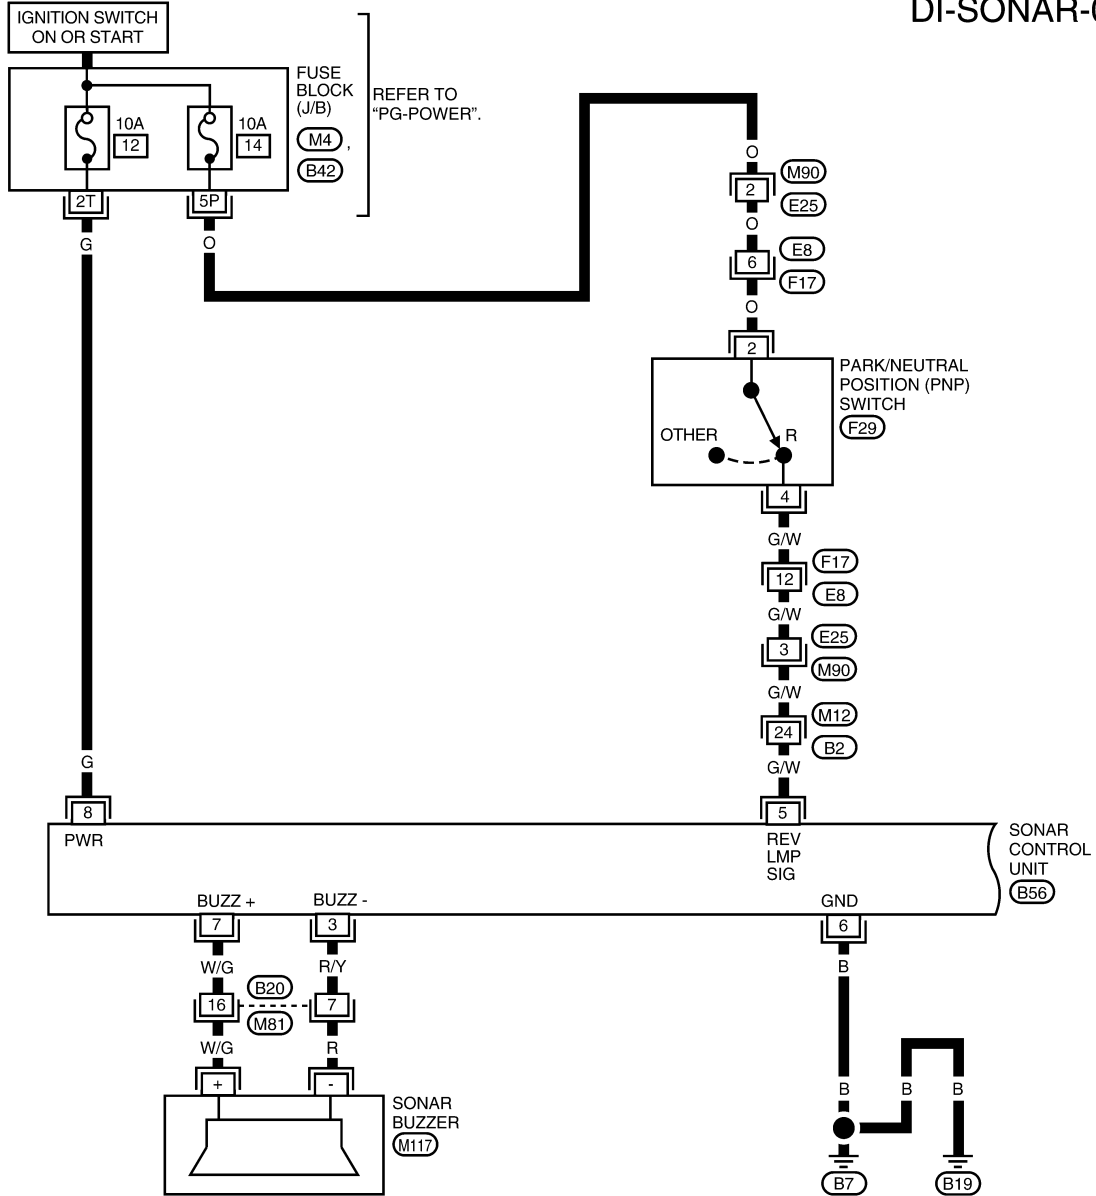 DI-SONAR-
IGNITION SWITCH
ON OR START
FUSE
BLOCK
(J/B)
M4 ,
B42
REFER TO
“PG-POWER”.
10A
12
10A
14
2T
5P
G
O
O
2
M90
E25
O
6
E8
F17
O
2
PARK/NEUTRAL
POSITION (PNP)
SWITCH
F29
OTHER
R
4
G/W
12
F17
E8
G/W
3
E25
M90
G/W
24
M12
B2
G/W
G
8
5
PWR
REV
LMP
SIG
SONAR
CONTROL
UNIT
B56
BUZZ +
BUZZ -
GND
7
3
6
W/G
R/Y
B
16
B20
M81
7
W/G
R
B
B
B
+
-
SONAR
BUZZER
M117
B7
B19